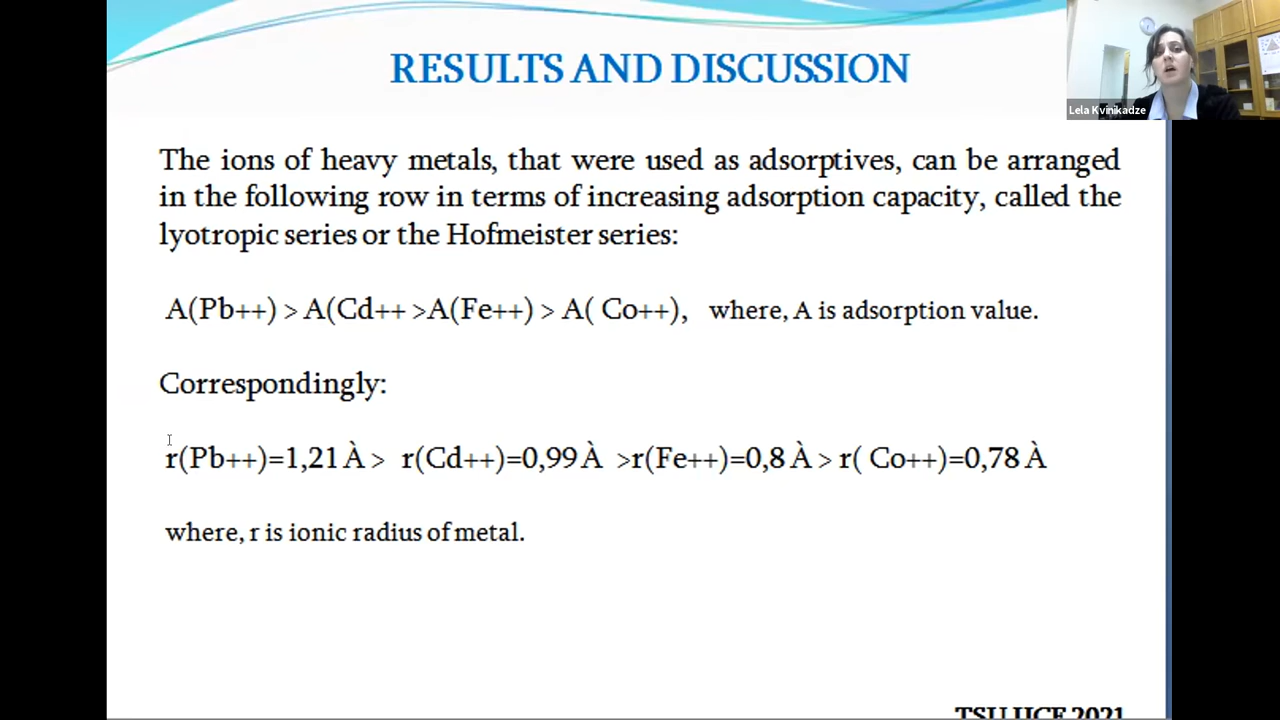 RESULTS AND DISCUSSION
Lela Kvinikadze
The ions of heavy metals, that were used as adsorptives, can be arranged
in the following row in terms of increasing adsorption capacity, called the
lyotropic series or the Hofmeister series:
A(Pb++) > A(Cd++ >A(Fe++) > A( Co++), where, A is adsorption value.
Correspondingly:
r(Pb++)=1,21 À > r(Cd++)=0,99 À >r(Fe++)=0,8 À > r( Co++)=0,78 À
where, r is ionic radius of metal.
TSU IICE 2021